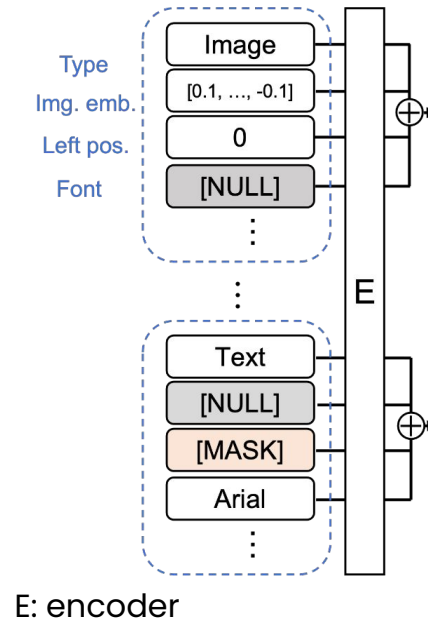 Image
Type
Img. emb.
[0.1, ..., -0.1]
Left pos.
0
Font
[NULL]
E
Text
[NULL]
[MASK]
Arial
E: encoder